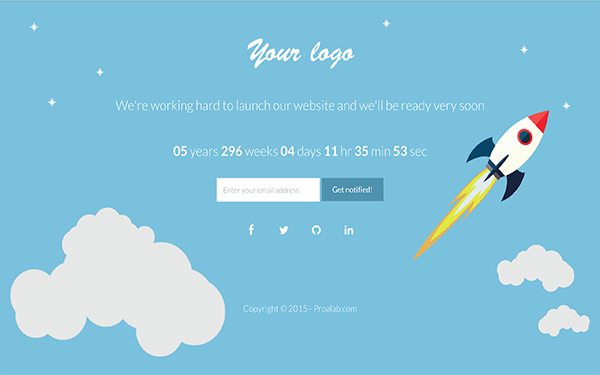 Your logo
We're working hard to launch our website and we'll be ready very soon
05 years 296 weeks 04 days 11 hr 35 min 53 sec
Enter your email address Get notified!
Copyright © 2015 - Proalab.com